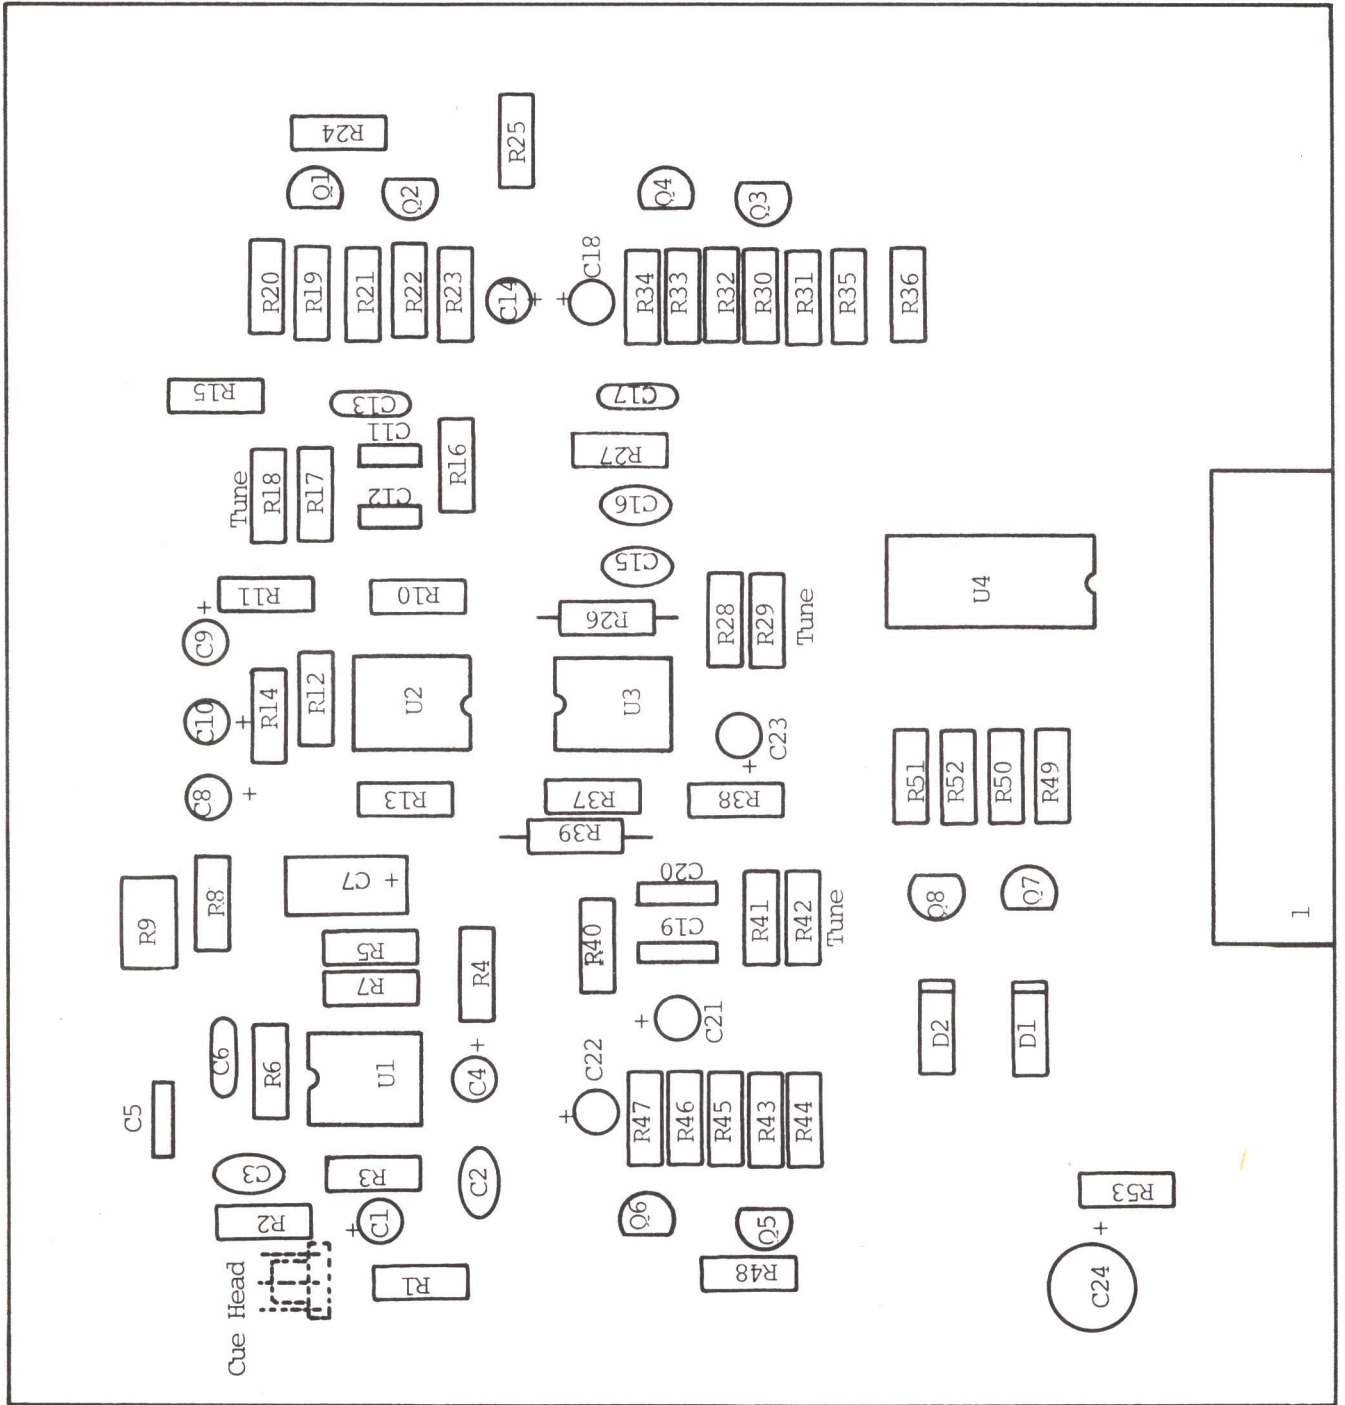 R24
R25
Q1
Q2
Q4
Q3
R20
R19
R21
R22
R23
C14
+
+
C18
R34
R33
R32
R30
R31
R35
R36
R15
C13
C11
C17
R16
R27
Tune
R18
R17
C12
C16
C15
R11
R10
+
C9
R26
R28
R29
Tune
U4
C10
+
R14
R12
U2
U3
C23
+
C8
+
R13
R37
R38
R39
R51
R52
R50
R49
R9
R8
C7 +
C20
R5
R40
C19
R41
R42
Tune
Q8
Q7
1
R7
R4
C21
+
D2
D1
C5
C6
R6
U1
C4
+
C22
+
R47
R46
R45
R43
R44
C3
R3
C2
R2
+
C1
Q6
Q5
R53
Cue Head
R1
R48
+
C24